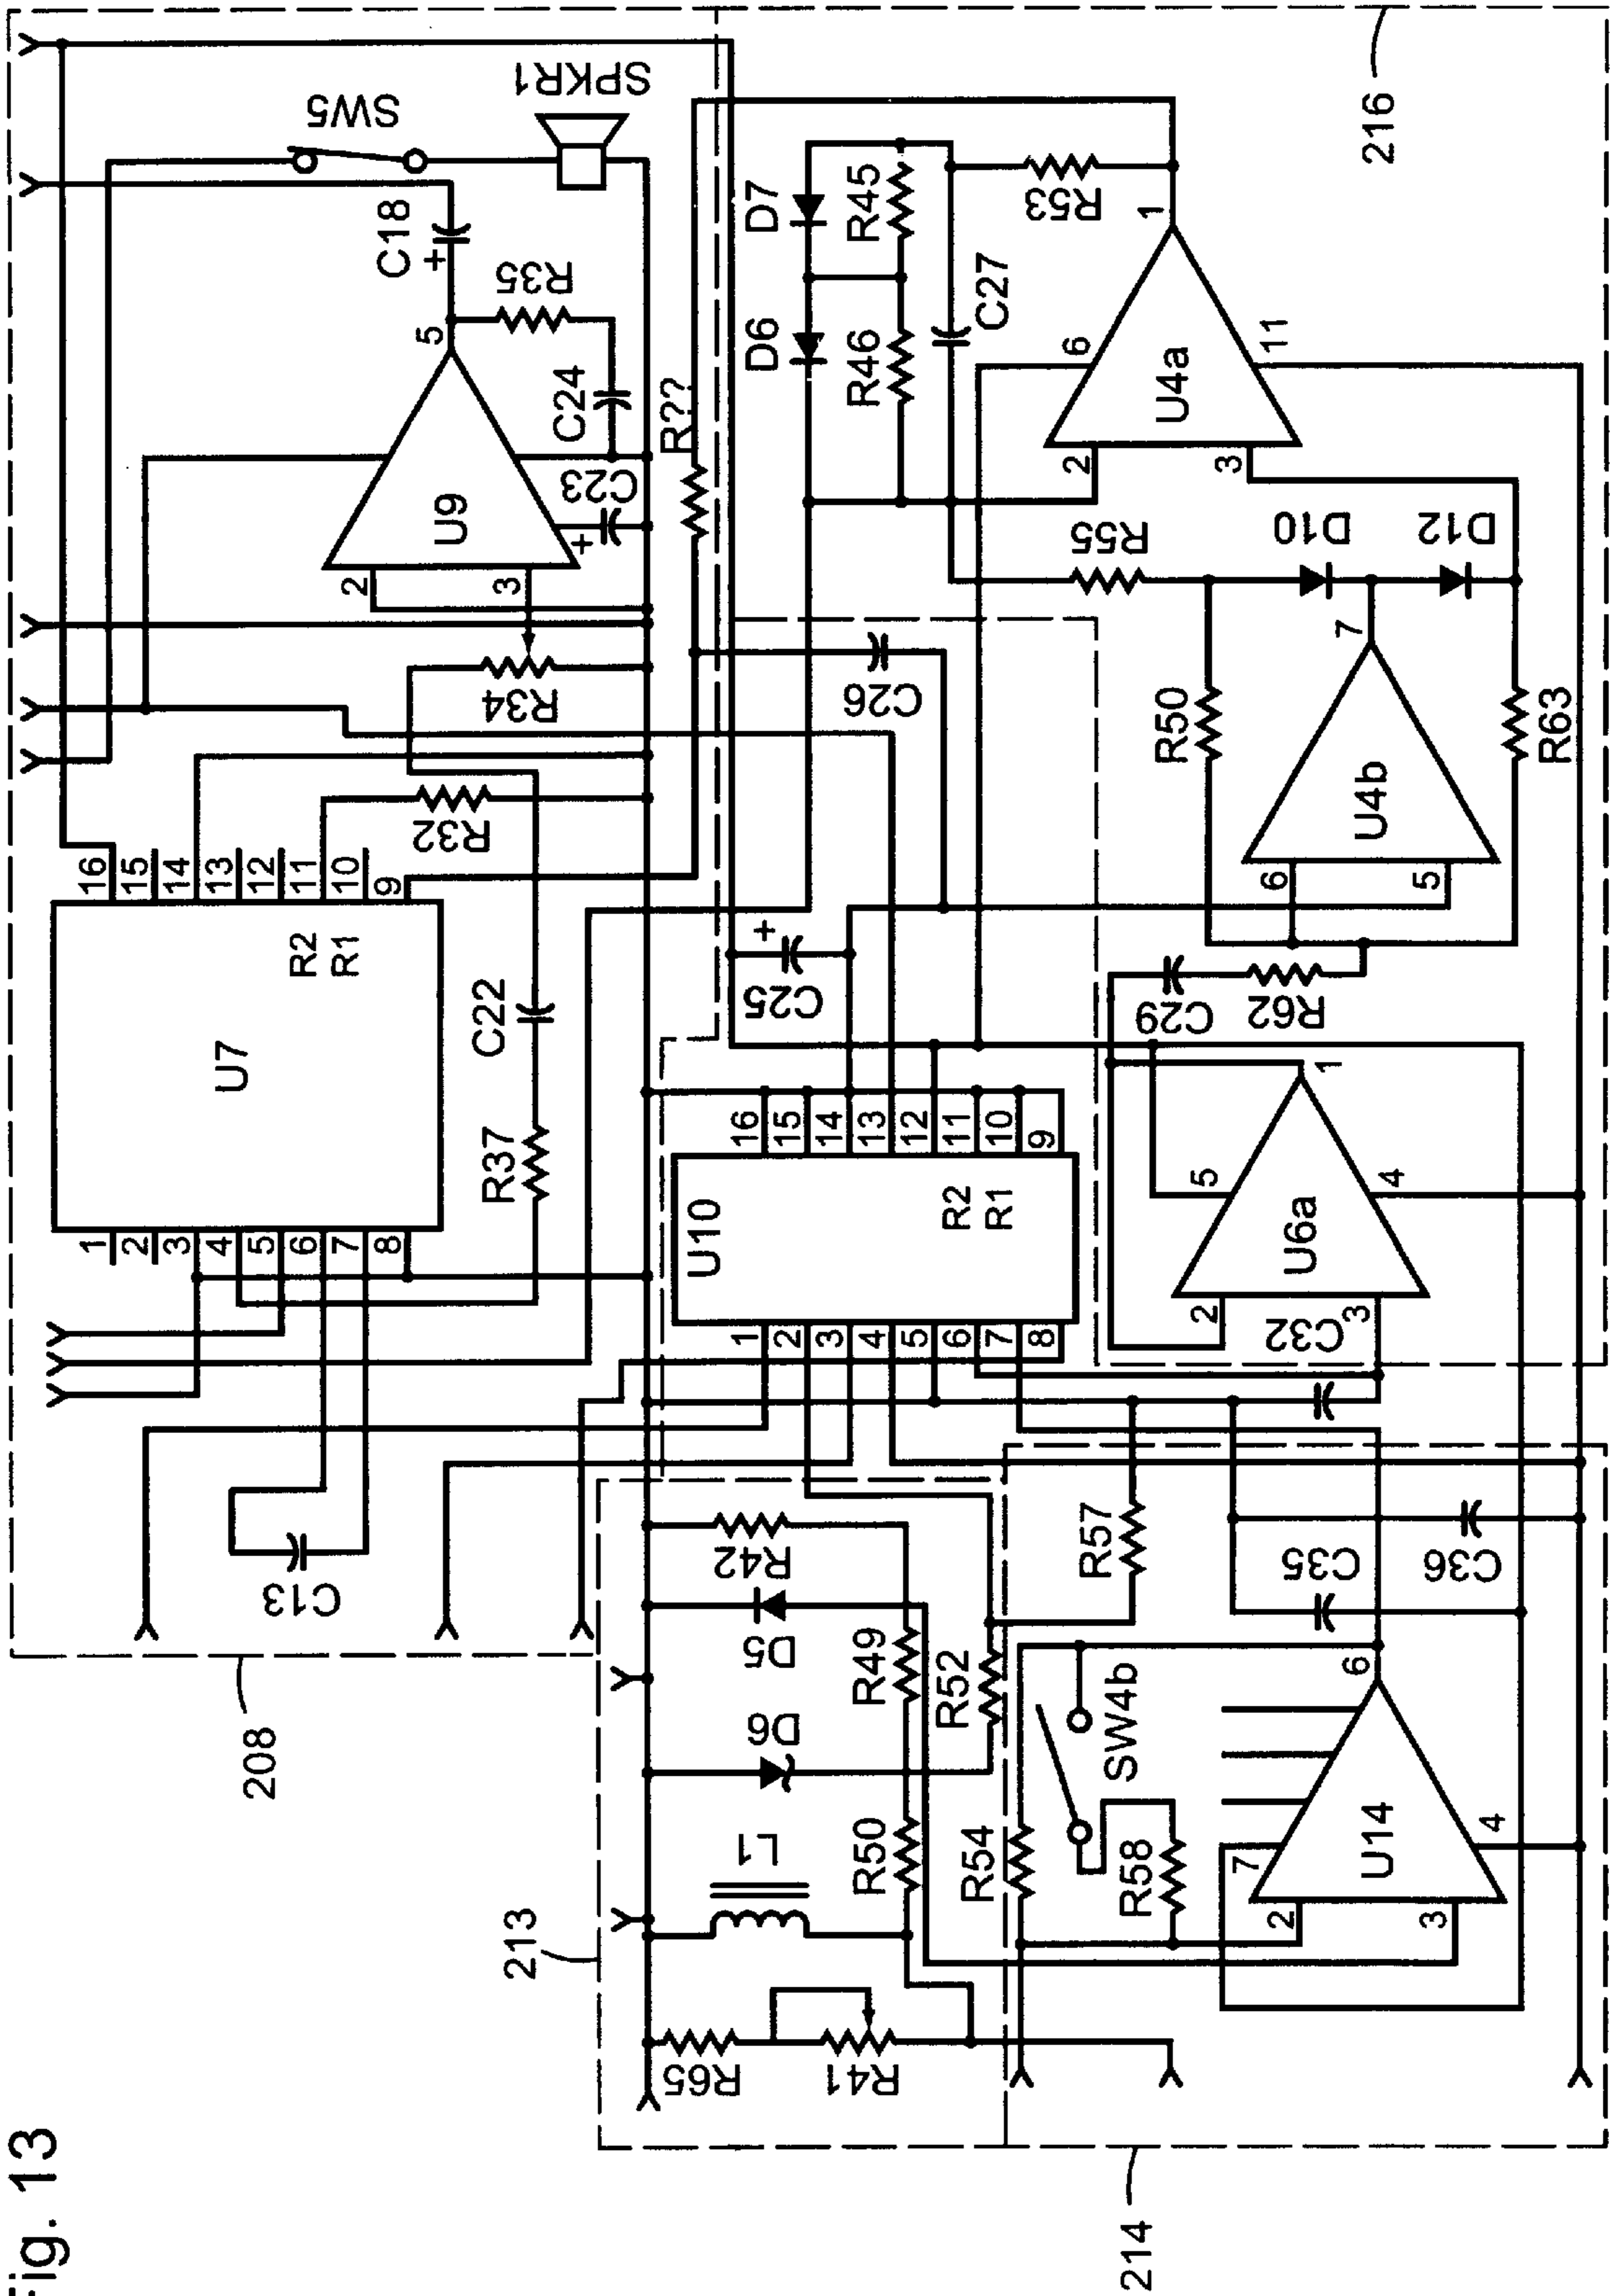 Fig. 13
208
213
214
216
U7
1
2
3
4
5
6
7
8
16
15
14
13
12
11
10
9
R2
R1
C13
R37
C22
R32
R34
U9
2
3
5
C18
+
R35
C24
C23
+
SW5
SPKR1
R??
U10
1
2
3
4
5
6
7
8
16
15
14
13
12
11
10
9
R2
R1
C25
+
C26
D6
D7
R46
R45
C27
R53
U4a
2
3
6
11
1
R55
D10
D12
R50
R63
U4b
6
5
7
C29
R62
U6a
2
3
5
4
1
C32
R65
R41
L1
R50
R49
D6
D5
R42
R52
R57
R54
R58
SW4b
U14
2
3
7
4
6
C35
C36